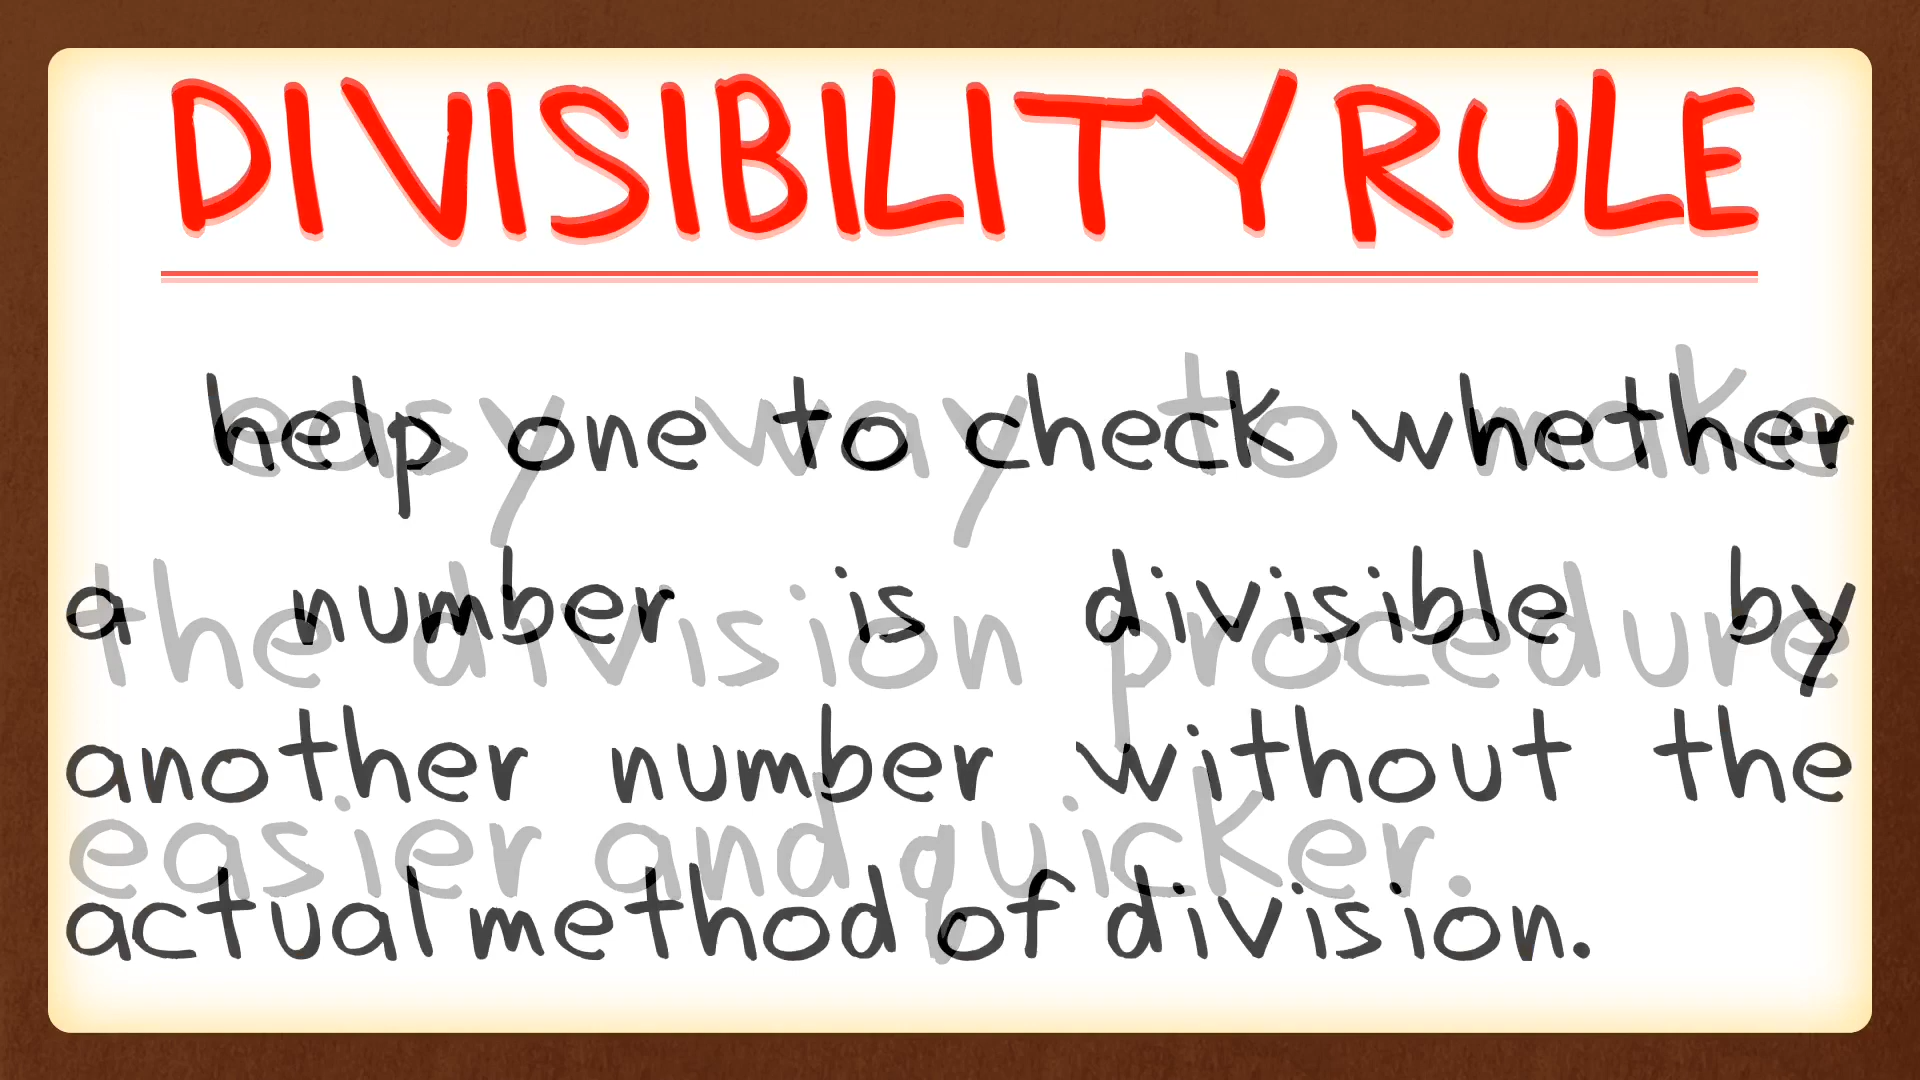 DIVISIBILITY RULE
help one to check whether
a number is divisible by
another number without the
actual method of division.
easy way to make
the division procedure
easier and quicker.